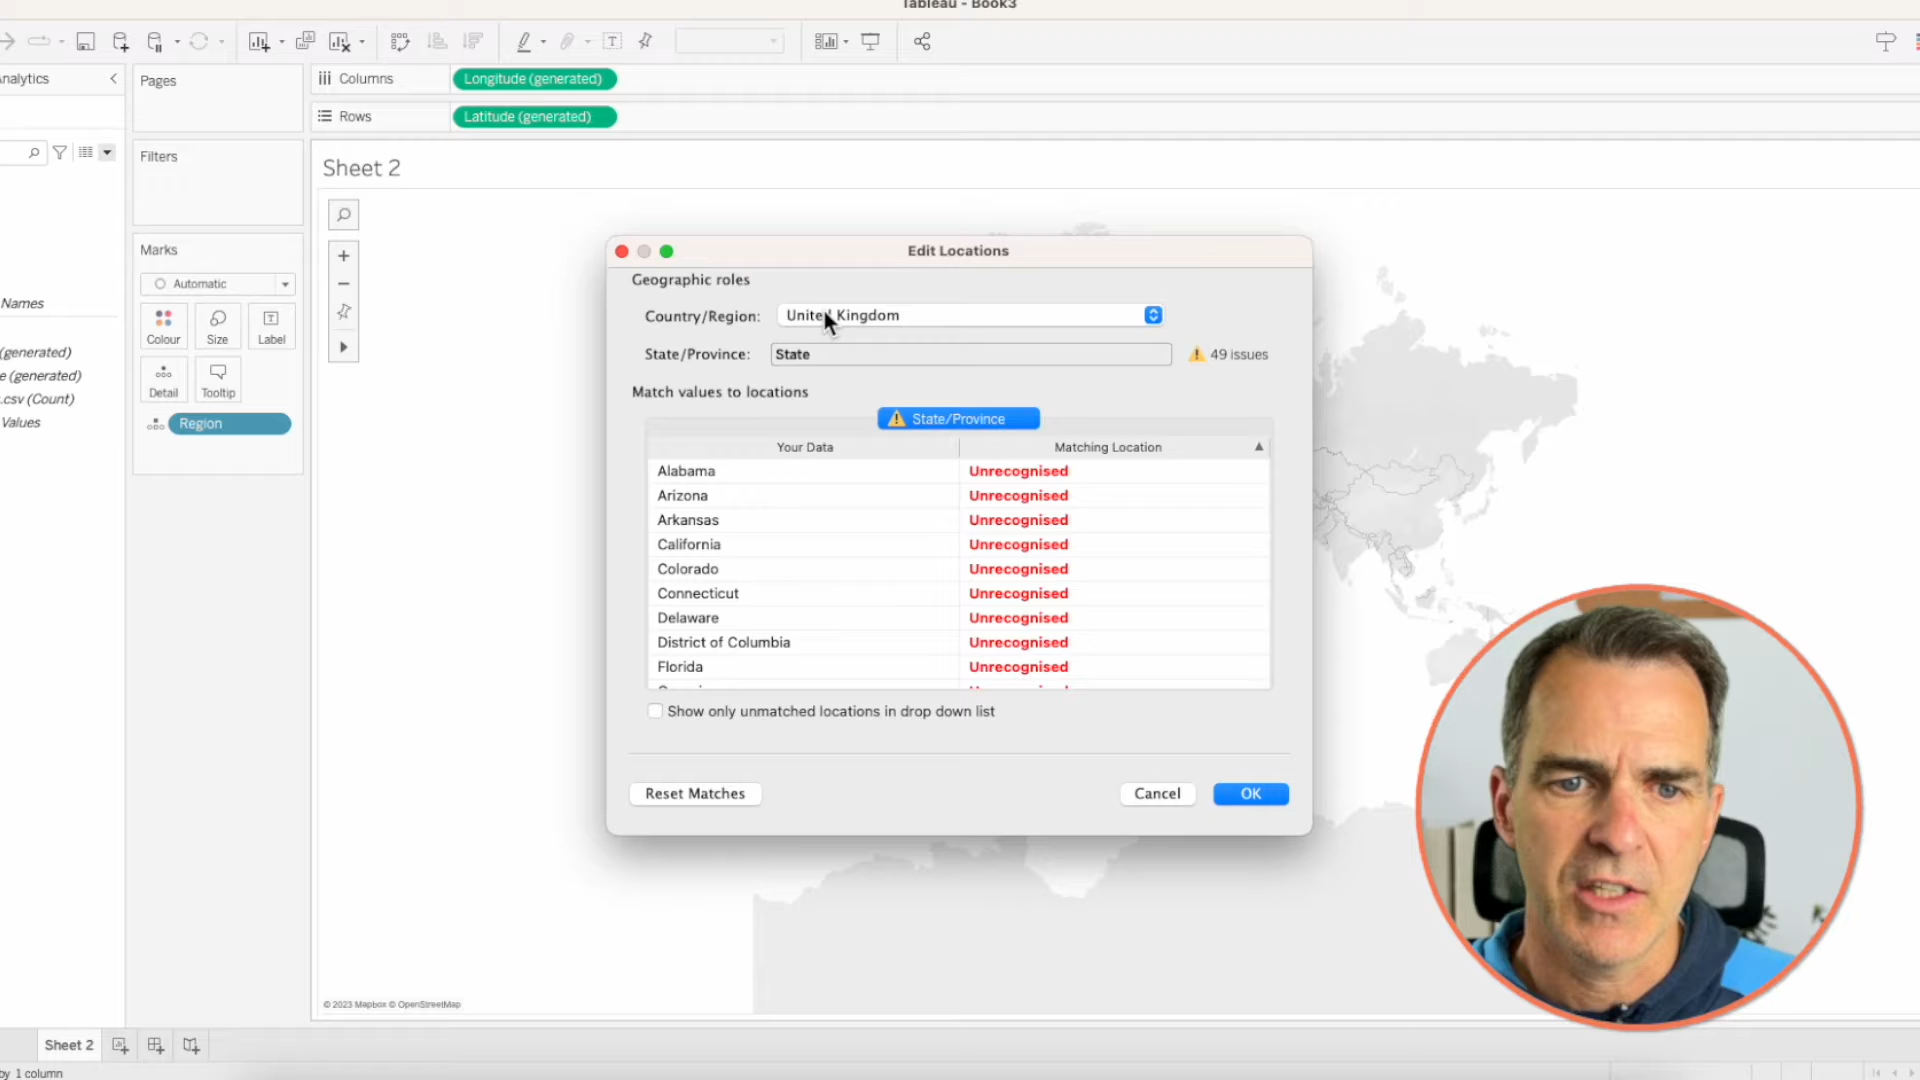 Tableau - Book3
Analytics
Pages
Columns
Longitude (generated)
Rows
Latitude (generated)
Filters
Sheet 2
Marks
Automatic
Colour
Size
Label
Detail
Tooltip
Region
Names
(generated)
e (generated)
.csv (Count)
Values
Edit Locations
Geographic roles
Country/Region:
United Kingdom
State/Province:
State
49 issues
Match values to locations
State/Province
Your Data
Matching Location
Alabama
Unrecognised
Arizona
Unrecognised
Arkansas
Unrecognised
California
Unrecognised
Colorado
Unrecognised
Connecticut
Unrecognised
Delaware
Unrecognised
District of Columbia
Unrecognised
Florida
Unrecognised
Show only unmatched locations in drop down list
Reset Matches
Cancel
OK
© 2023 Mapbox © OpenStreetMap
Sheet 2
by 1 column